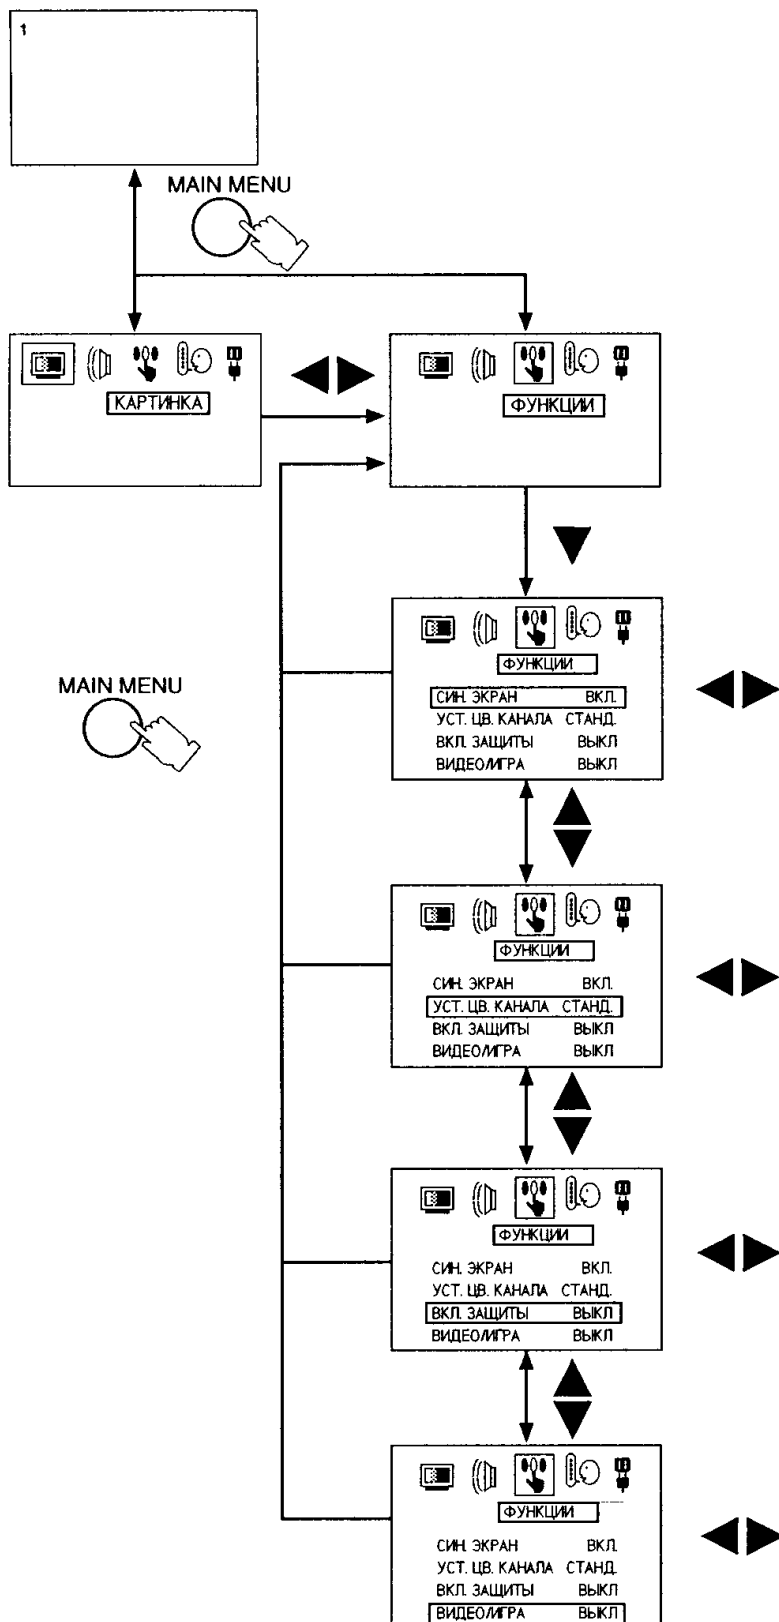 1
MAIN MENU
КАРТИНКА
ФУНКЦИИ
ФУНКЦИИ
СИН. ЭКРАН ВКЛ.
УСТ. ЦВ. КАНАЛА СТАНД.
ВКЛ. ЗАЩИТЫ ВЫКЛ
ВИДЕО/ИГРА ВЫКЛ
MAIN MENU
ФУНКЦИИ
СИН. ЭКРАН ВКЛ.
УСТ. ЦВ. КАНАЛА СТАНД.
ВКЛ. ЗАЩИТЫ ВЫКЛ
ВИДЕО/ИГРА ВЫКЛ
ФУНКЦИИ
СИН. ЭКРАН ВКЛ.
УСТ. ЦВ. КАНАЛА СТАНД.
ВКЛ. ЗАЩИТЫ ВЫКЛ
ВИДЕО/ИГРА ВЫКЛ
ФУНКЦИИ
СИН. ЭКРАН ВКЛ.
УСТ. ЦВ. КАНАЛА СТАНД.
ВКЛ. ЗАЩИТЫ ВЫКЛ
ВИДЕО/ИГРА ВЫКЛ